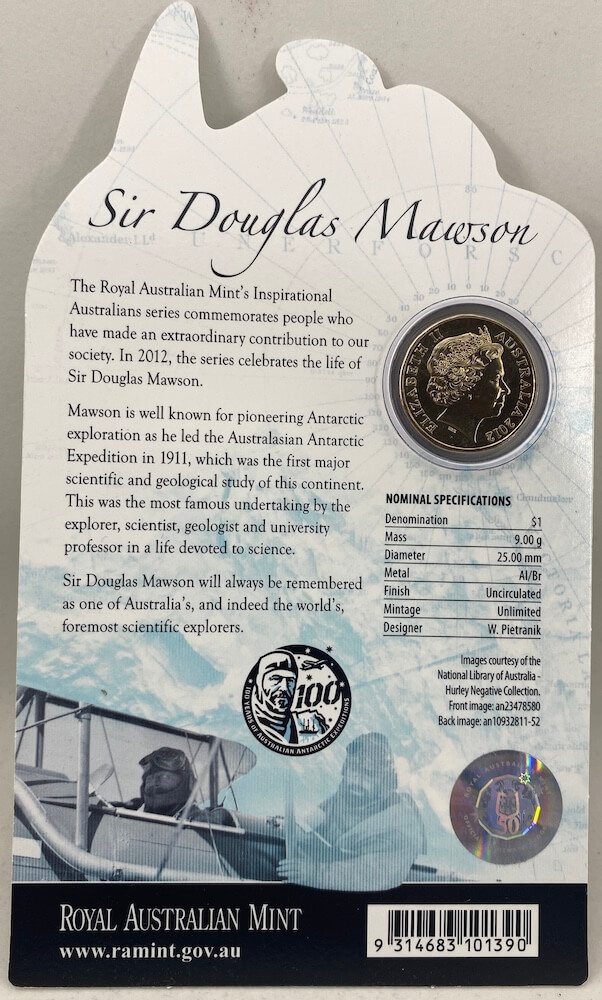 Sir Douglas Mawson
The Royal Australian Mint's Inspirational
Australians series commemorates people who
have made an extraordinary contribution to our
society. In 2012, the series celebrates the life of
Sir Douglas Mawson.
Mawson is well known for pioneering Antarctic
exploration as he led the Australasian Antarctic
Expedition in 1911, which was the first major
scientific and geological study of this continent.
This was the most famous undertaking by the
explorer, scientist, geologist and university
professor in a life devoted to science.
Sir Douglas Mawson will always be remembered
as one of Australia's, and indeed the world's,
foremost scientific explorers.
ELIZABETH II AUSTRALIA 2012
NOMINAL SPECIFICATIONS
Denomination $1
Mass 9.00 g
Diameter 25.00 mm
Metal Al/Br
Finish Uncirculated
Mintage Unlimited
Designer W. Pietranik
Images courtesy of the
National Library of Australia -
Hurley Negative Collection.
Front image: an23478580
Back image: an10932811-52
100
100 YEARS OF AUSTRALIAN ANTARCTIC EXPEDITIONS
ROYAL AUSTRALIAN MINT
www.ramint.gov.au
9 314683 101390